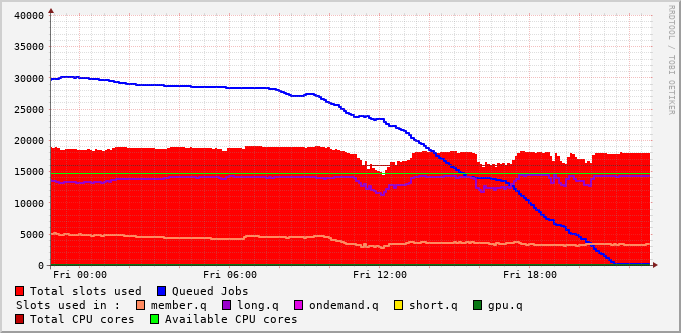 40000
35000
30000
25000
20000
15000
10000
5000
0
Fri 00:00 Fri 06:00 Fri 12:00 Fri 18:00
Total slots used Queued Jobs
Slots used in : member.q long.q ondemand.q short.q gpu.q
Total CPU cores Available CPU cores
RRDTOOL / TOBI OETIKER